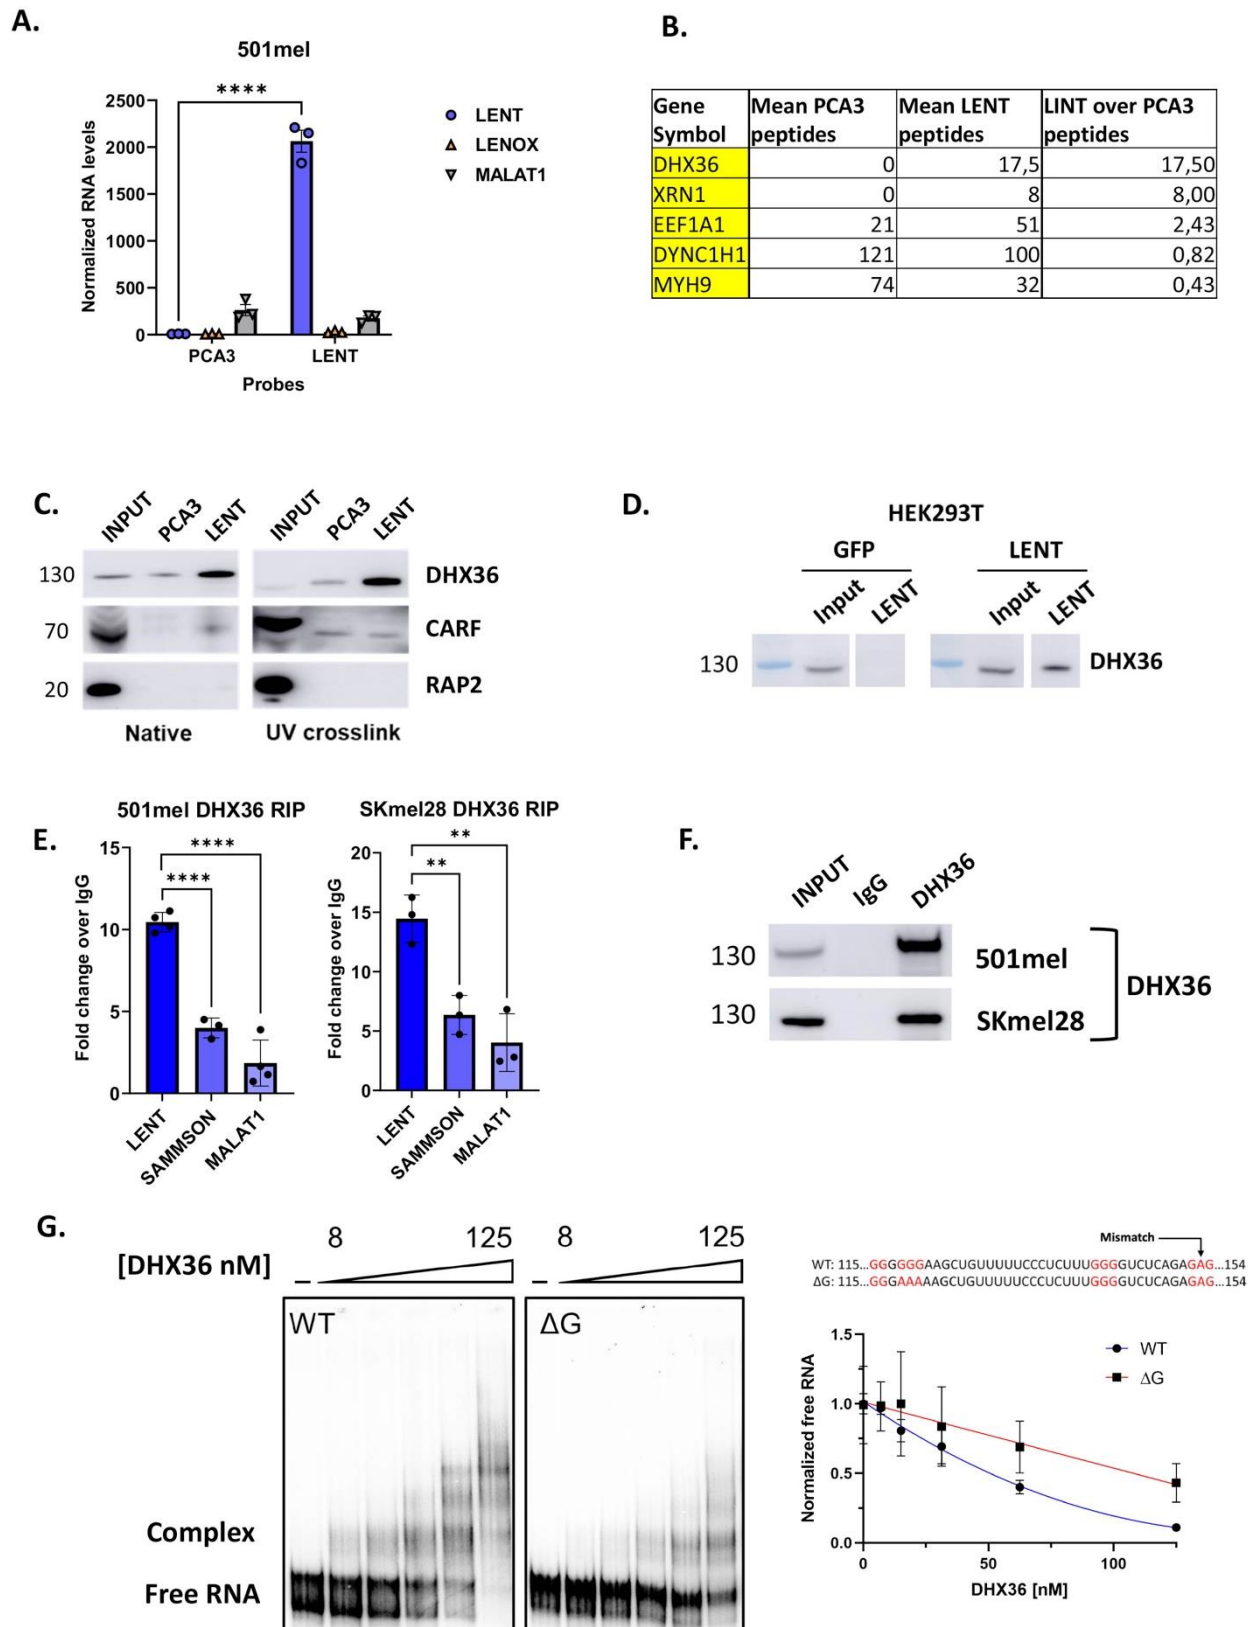 A.
501mel
****
Normalized RNA levels
2500
2000
1500
1000
500
0
PCA3
LENT
Probes
LENT
LENOX
MALAT1
B.
Gene Symbol Mean PCA3 peptides Mean LENT peptides LINT over PCA3 peptides
DHX36 0 17,5 17,50
XRN1 0 8 8,00
EEF1A1 21 51 2,43
DYNC1H1 121 100 0,82
MYH9 74 32 0,43
C.
INPUT PCA3 LENT INPUT PCA3 LENT
130 DHX36
70 CARF
20 RAP2
Native UV crosslink
D.
HEK293T
GFP LENT
Input LENT Input LENT
130 DHX36
E.
501mel DHX36 RIP
Fold change over IgG
15
10
5
0
****
****
LENT
SAMMSON
MALAT1
SKmel28 DHX36 RIP
Fold change over IgG
20
15
10
5
0
**
**
LENT
SAMMSON
MALAT1
F.
INPUT IgG DHX36
130 501mel
130 SKmel28
DHX36
G.
[DHX36 nM]
– 8 125 – 8 125
WT ΔG
Complex
Free RNA
Mismatch
WT: 115...GGGGGGAAGCUGUUUUUCCCUCUUUGGGGUCUCAGAGAG...154
ΔG: 115...GGGAAAAAGCUGUUUUUCCCUCUUUGGGGUCUCAGAGAG...154
Normalized free RNA
1.5
1.0
0.5
0.0
0 50 100
DHX36 [nM]
WT
ΔG